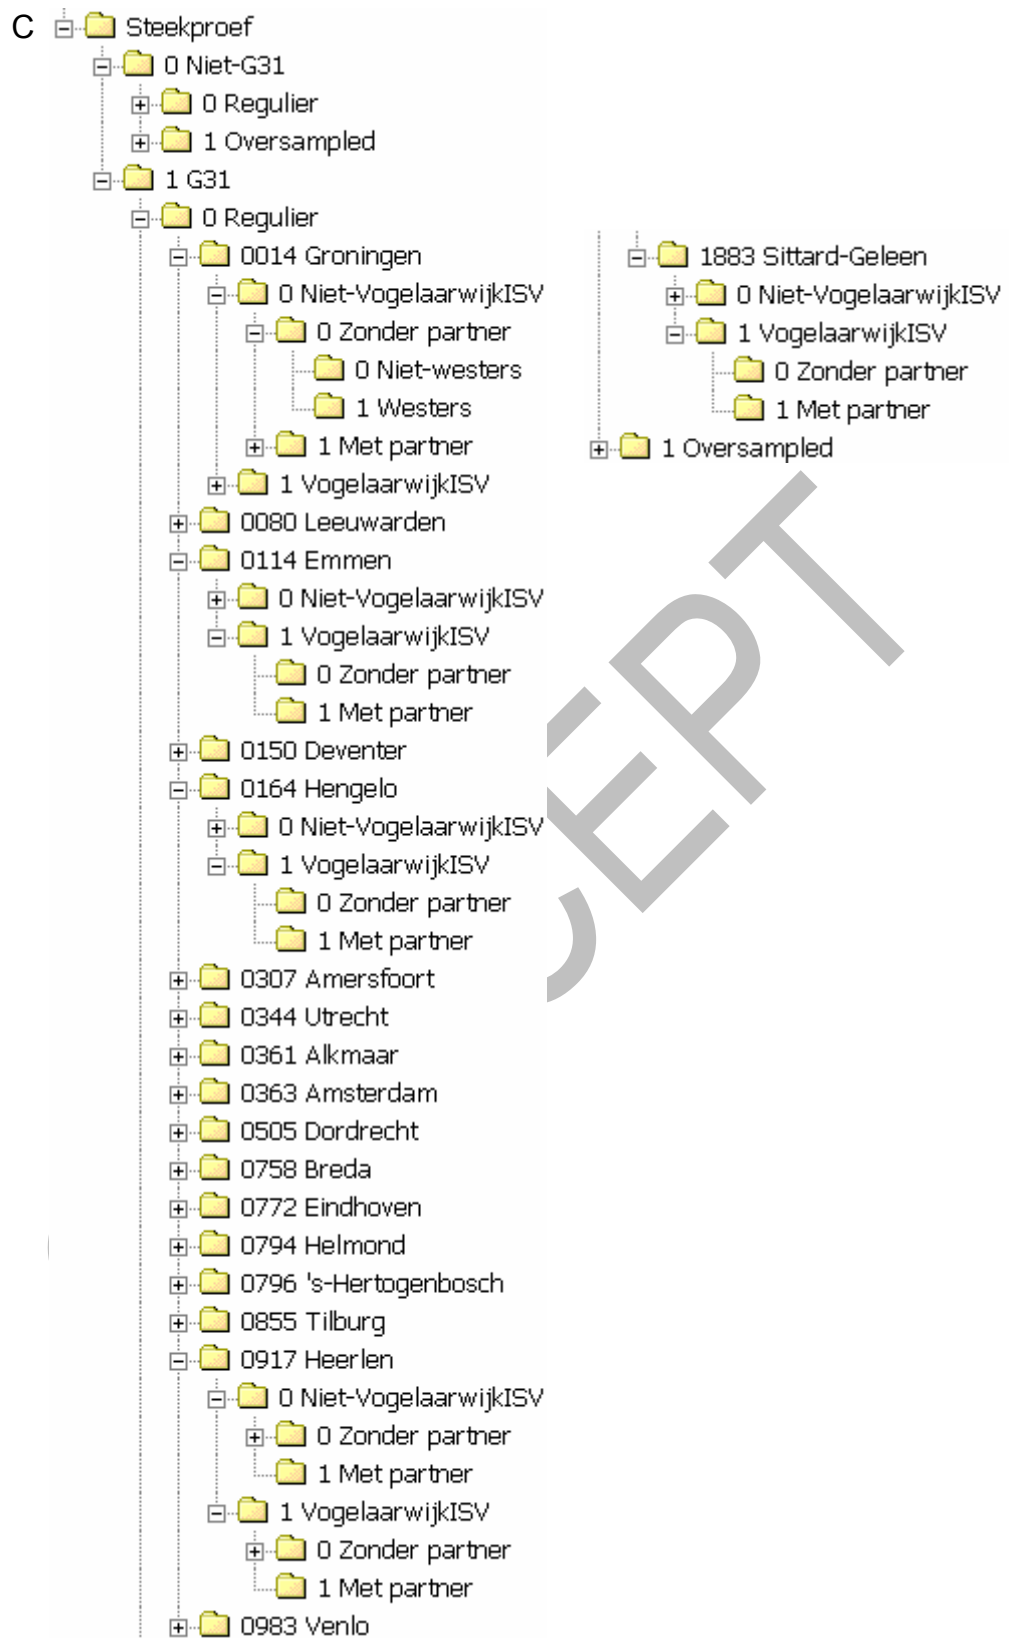 C
Steekproef
0 Niet-G31
0 Regulier
1 Oversampled
1 G31
0 Regulier
0014 Groningen
0 Niet-VogelaarwijkISV
0 Zonder partner
0 Niet-westers
1 Westers
1 Met partner
1 VogelaarwijkISV
0080 Leeuwarden
0114 Emmen
0 Niet-VogelaarwijkISV
1 VogelaarwijkISV
0 Zonder partner
1 Met partner
0150 Deventer
0164 Hengelo
0 Niet-VogelaarwijkISV
1 VogelaarwijkISV
0 Zonder partner
1 Met partner
0307 Amersfoort
0344 Utrecht
0361 Alkmaar
0363 Amsterdam
0505 Dordrecht
0758 Breda
0772 Eindhoven
0794 Helmond
0796 's-Hertogenbosch
0855 Tilburg
0917 Heerlen
0 Niet-VogelaarwijkISV
0 Zonder partner
1 Met partner
1 VogelaarwijkISV
0 Zonder partner
1 Met partner
0983 Venlo
1883 Sittard-Geleen
0 Niet-VogelaarwijkISV
1 VogelaarwijkISV
0 Zonder partner
1 Met partner
1 Oversampled
CEPT